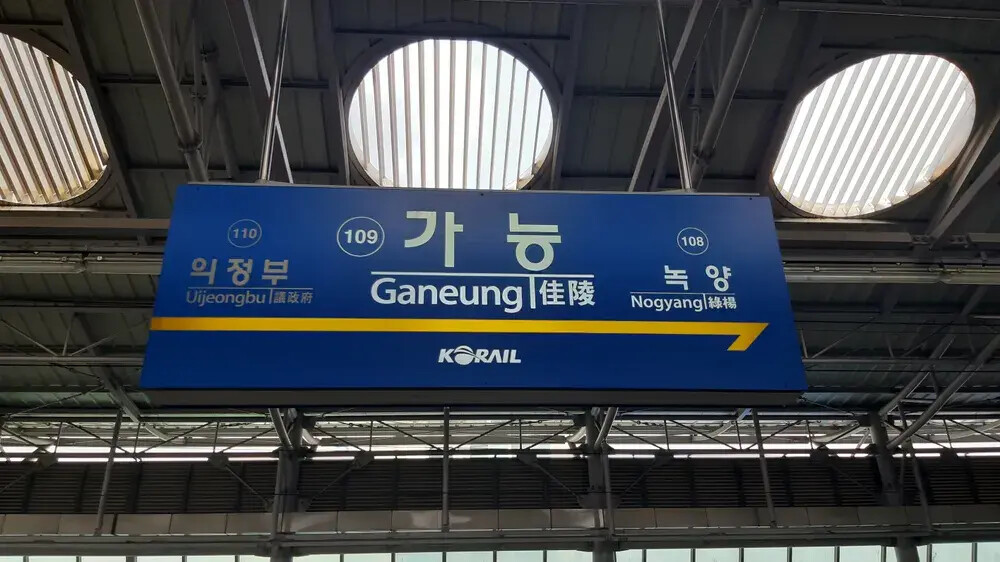 110
의정부
Uijeongbu 議政府
109
가능
Ganeung 佳陵
108
녹양
Nogyang 綠楊
KORAIL